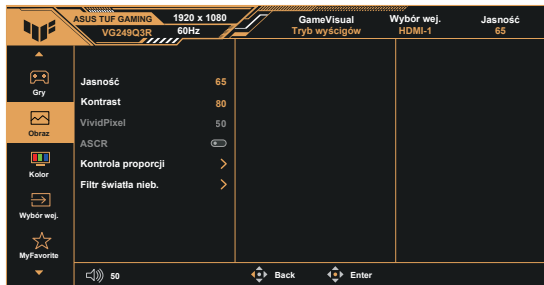 ASUS TUF GAMING 1920 x 1080 GameVisual Wybór wej. Jasność
VG249Q3R 60Hz Tryb wyścigów HDMI-1 65
Gry
Obraz
Kolor
Wybór wej.
MyFavorite
Jasność 65
Kontrast 80
VividPixel 50
ASCR
Kontrola proporcji
Filtr światła nieb.
50 Back Enter